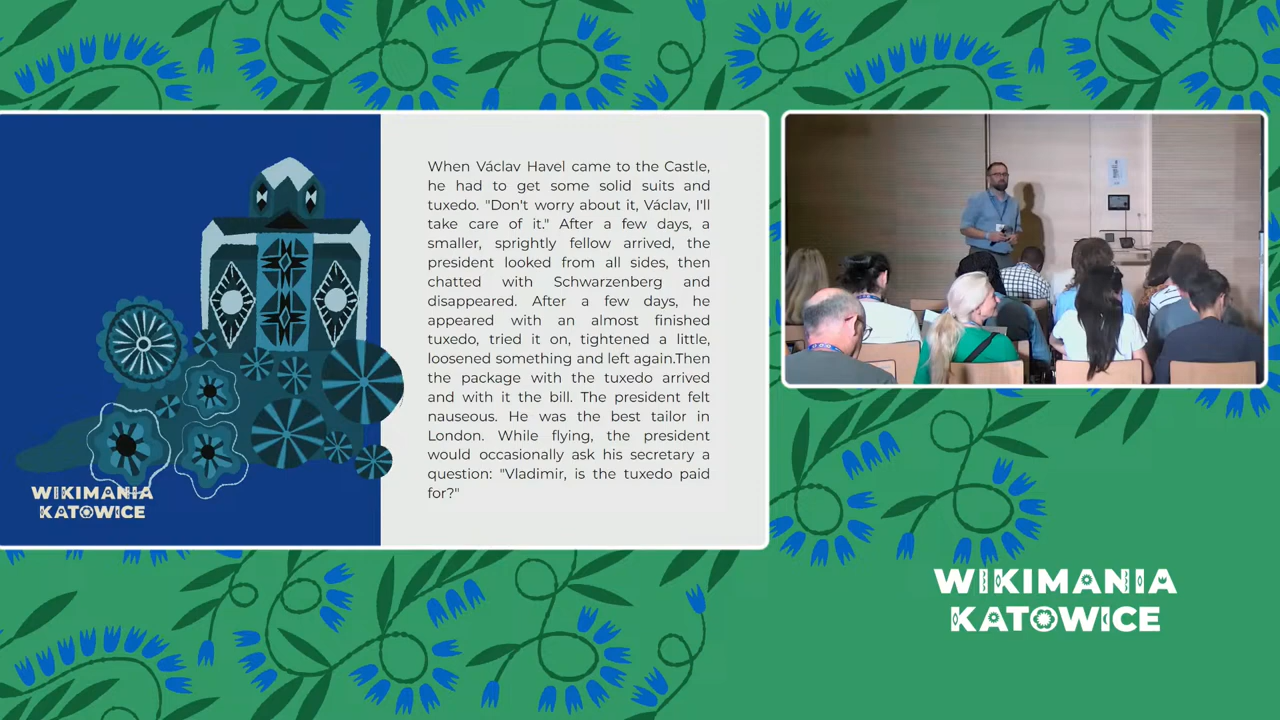 When Václav Havel came to the Castle,
he had to get some solid suits and
tuxedo. "Don't worry about it, Václav, I'll
take care of it." After a few days, a
smaller, sprightly fellow arrived, the
president looked from all sides, then
chatted with Schwarzenberg and
disappeared. After a few days, he
appeared with an almost finished
tuxedo, tried it on, tightened a little,
loosened something and left again.Then
the package with the tuxedo arrived
and with it the bill. The president felt
nauseous. He was the best tailor in
London. While flying, the president
would occasionally ask his secretary a
question: "Vladimir, is the tuxedo paid
for?"
WIKIMANIA
KATOWICE
WIKIMANIA
KATOWICE